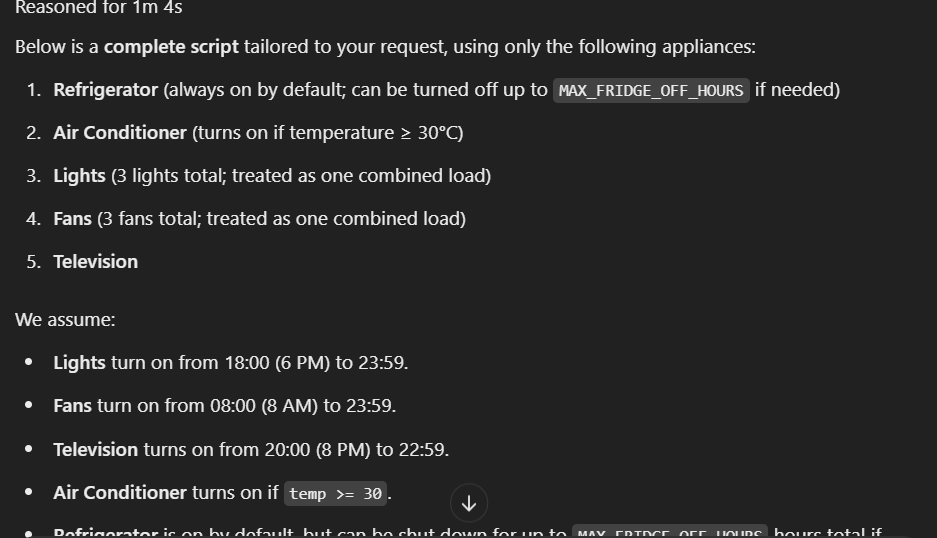 Reasoned for 1m 4s
Below is a complete script tailored to your request, using only the following appliances:
1. Refrigerator (always on by default; can be turned off up to MAX_FRIDGE_OFF_HOURS if needed)
2. Air Conditioner (turns on if temperature ≥ 30°C)
3. Lights (3 lights total; treated as one combined load)
4. Fans (3 fans total; treated as one combined load)
5. Television
We assume:
• Lights turn on from 18:00 (6 PM) to 23:59.
• Fans turn on from 08:00 (8 AM) to 23:59.
• Television turns on from 20:00 (8 PM) to 22:59.
• Air Conditioner turns on if temp >= 30.
• Refrigerator is on by default, but can be shut down for up to MAX_FRIDGE_OFF_HOURS hours total if